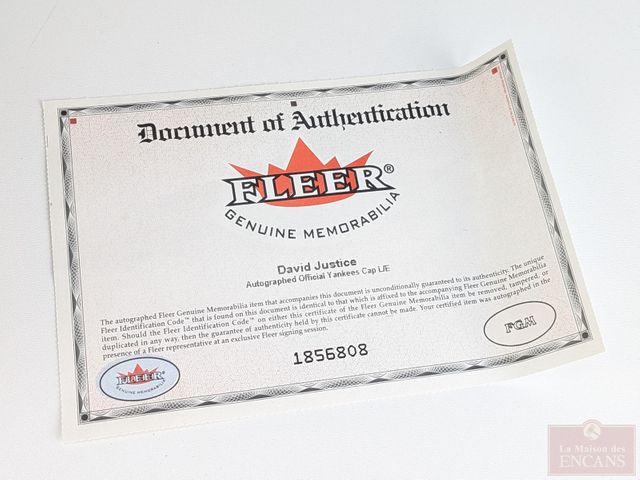 Document of Authentication
FLEER®
GENUINE MEMORABILIA
David Justice
Autographed Official Yankees Cap L/E
The autographed Fleer Genuine Memorabilia item that accompanies this document is unconditionally guaranteed to its authenticity. The unique
Fleer Identification Code™ that is found on this document is identical to that which is affixed to the accompanying Fleer Genuine Memorabilia
item. Should the Fleer Identification Code™ on either this certificate of the Fleer Genuine Memorabilia item be removed, tampered, or
duplicated in any way, then the guarantee of authenticity held by this certificate cannot be made. Your certified item was autographed in the
presence of a Fleer representative at an exclusive Fleer signing session.
FGM
1856808
FLEER
GENUINE MEMORABILIA
La Maison des
ENCANS